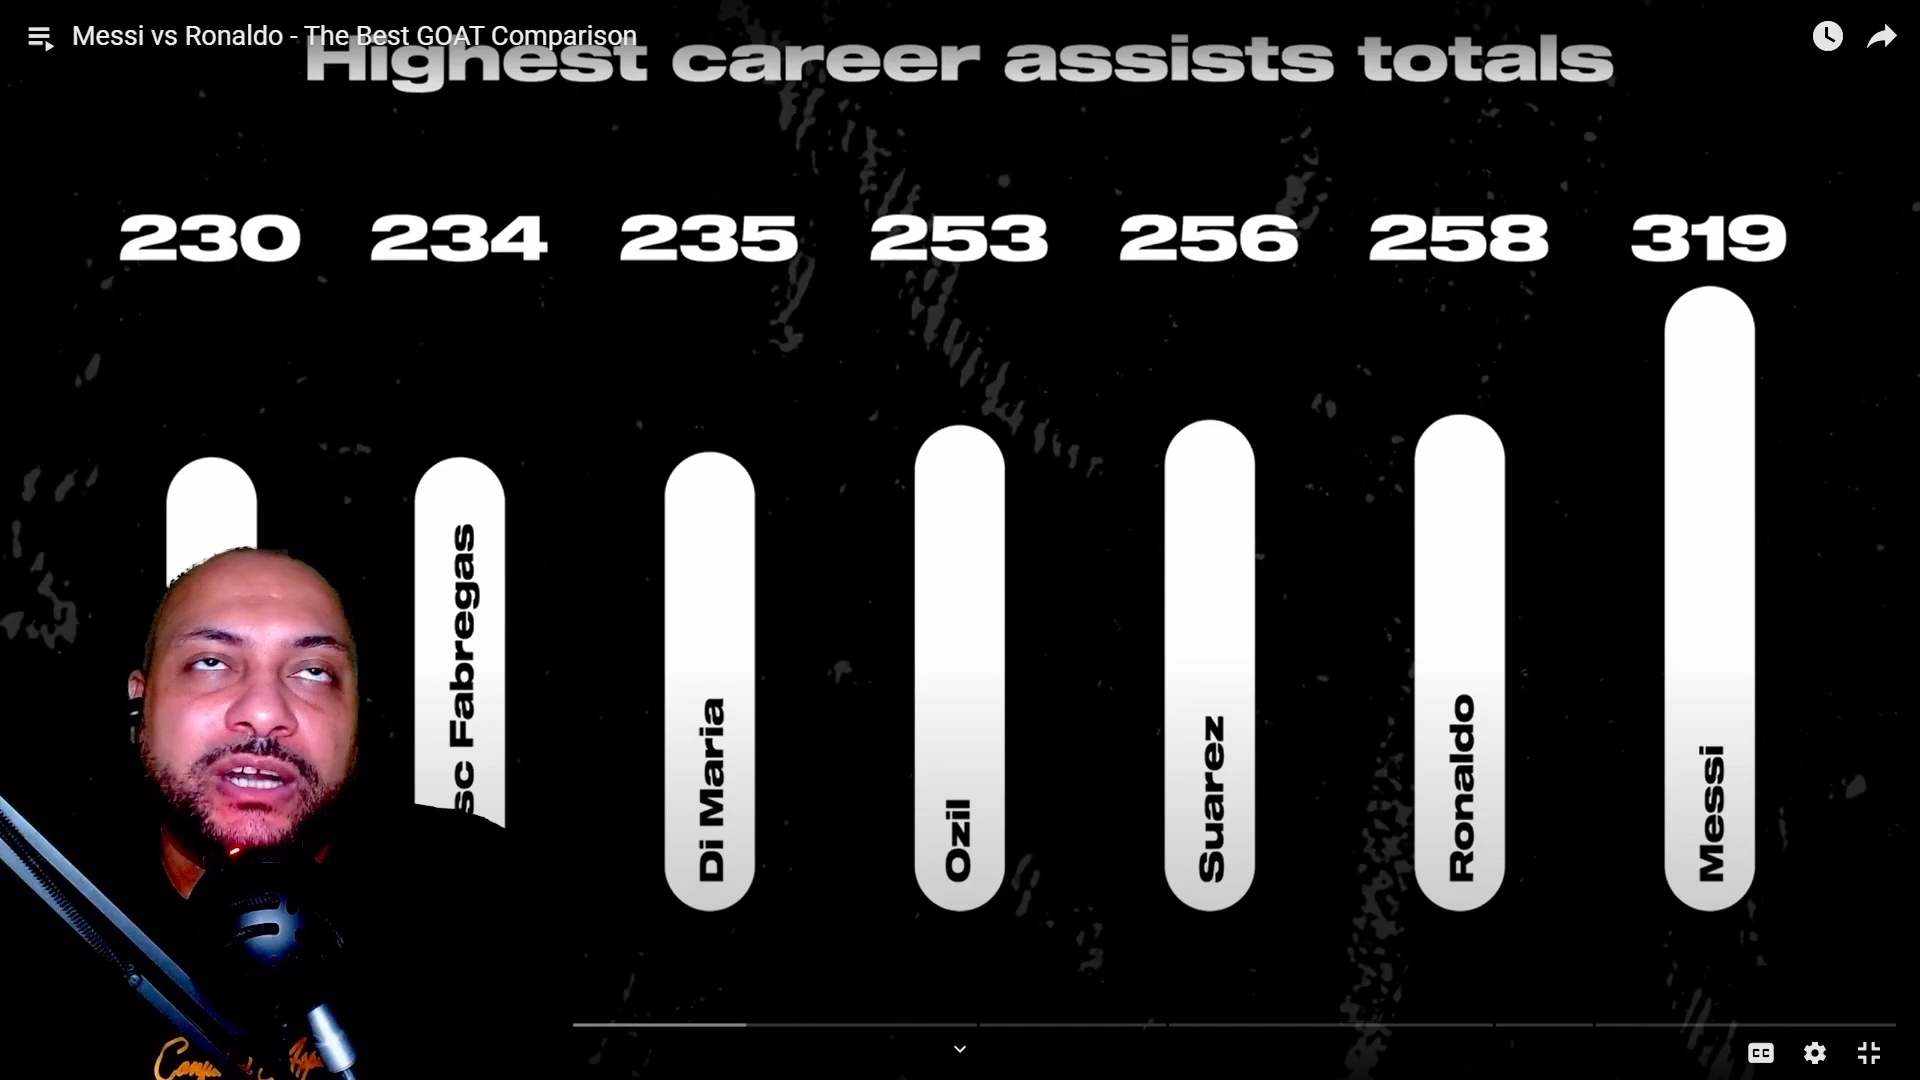 Messi vs Ronaldo - The Best GOAT Comparison
Highest career assists totals
230 234 235 253 256 258 319
sc Fabregas
Di Maria
Ozil
Suarez
Ronaldo
Messi
CC